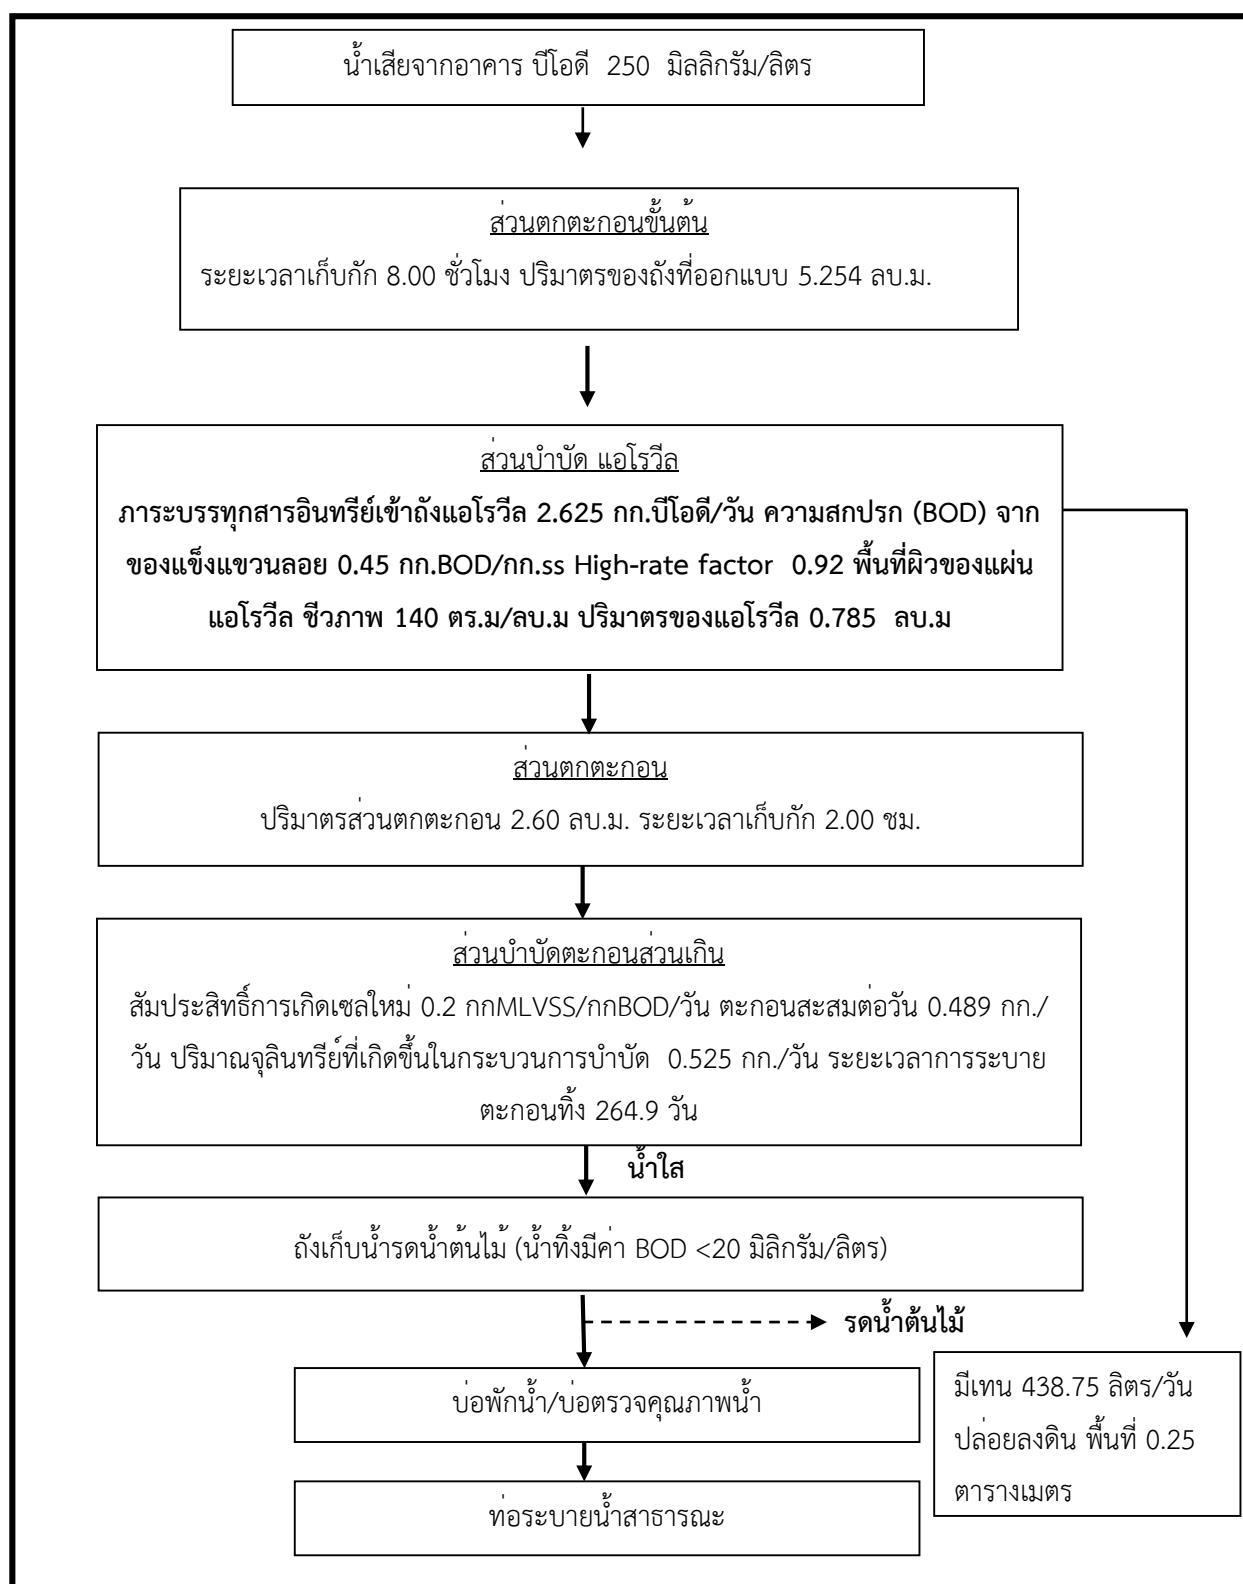 น้ำเสียจากอาคาร บีโอดี  250  มิลลิกรัม/ลิตร
ส่วนตกตะกอนขั้นต้น
ระยะเวลาเก็บกัก 8.00 ชั่วโมง ปริมาตรของถังที่ออกแบบ 5.254 ลบ.ม.
ส่วนบำบัด แอโรวีล
ภาระบรรทุกสารอินทรีย์เข้าถังแอโรวีล 2.625 กก.บีโอดี/วัน ความสกปรก (BOD) จาก
ของแข็งแขวนลอย 0.45 กก.BOD/กก.ss High-rate factor  0.92 พื้นที่ผิวของแผ่น
แอโรวีล ชีวภาพ 140 ตร.ม/ลบ.ม ปริมาตรของแอโรวีล 0.785  ลบ.ม
ส่วนตกตะกอน
ปริมาตรส่วนตกตะกอน 2.60 ลบ.ม. ระยะเวลาเก็บกัก 2.00 ชม.
ส่วนบำบัดตะกอนส่วนเกิน
สัมประสิทธิ์การเกิดเซลใหม่ 0.2 กกMLVSS/กกBOD/วัน ตะกอนสะสมต่อวัน 0.489 กก./
วัน ปริมาณจุลินทรีย์ที่เกิดขึ้นในกระบวนการบำบัด  0.525 กก./วัน ระยะเวลาการระบาย
ตะกอนทิ้ง 264.9 วัน
น้ำใส
ถังเก็บน้ำรดน้ำต้นไม้ (น้ำทิ้งมีค่า BOD <20 มิลิกรัม/ลิตร)
รดน้ำต้นไม้
บ่อพักน้ำ/บ่อตรวจคุณภาพน้ำ
ท่อระบายน้ำสาธารณะ
มีเทน 438.75 ลิตร/วัน
ปล่อยลงดิน พื้นที่ 0.25
ตารางเมตร